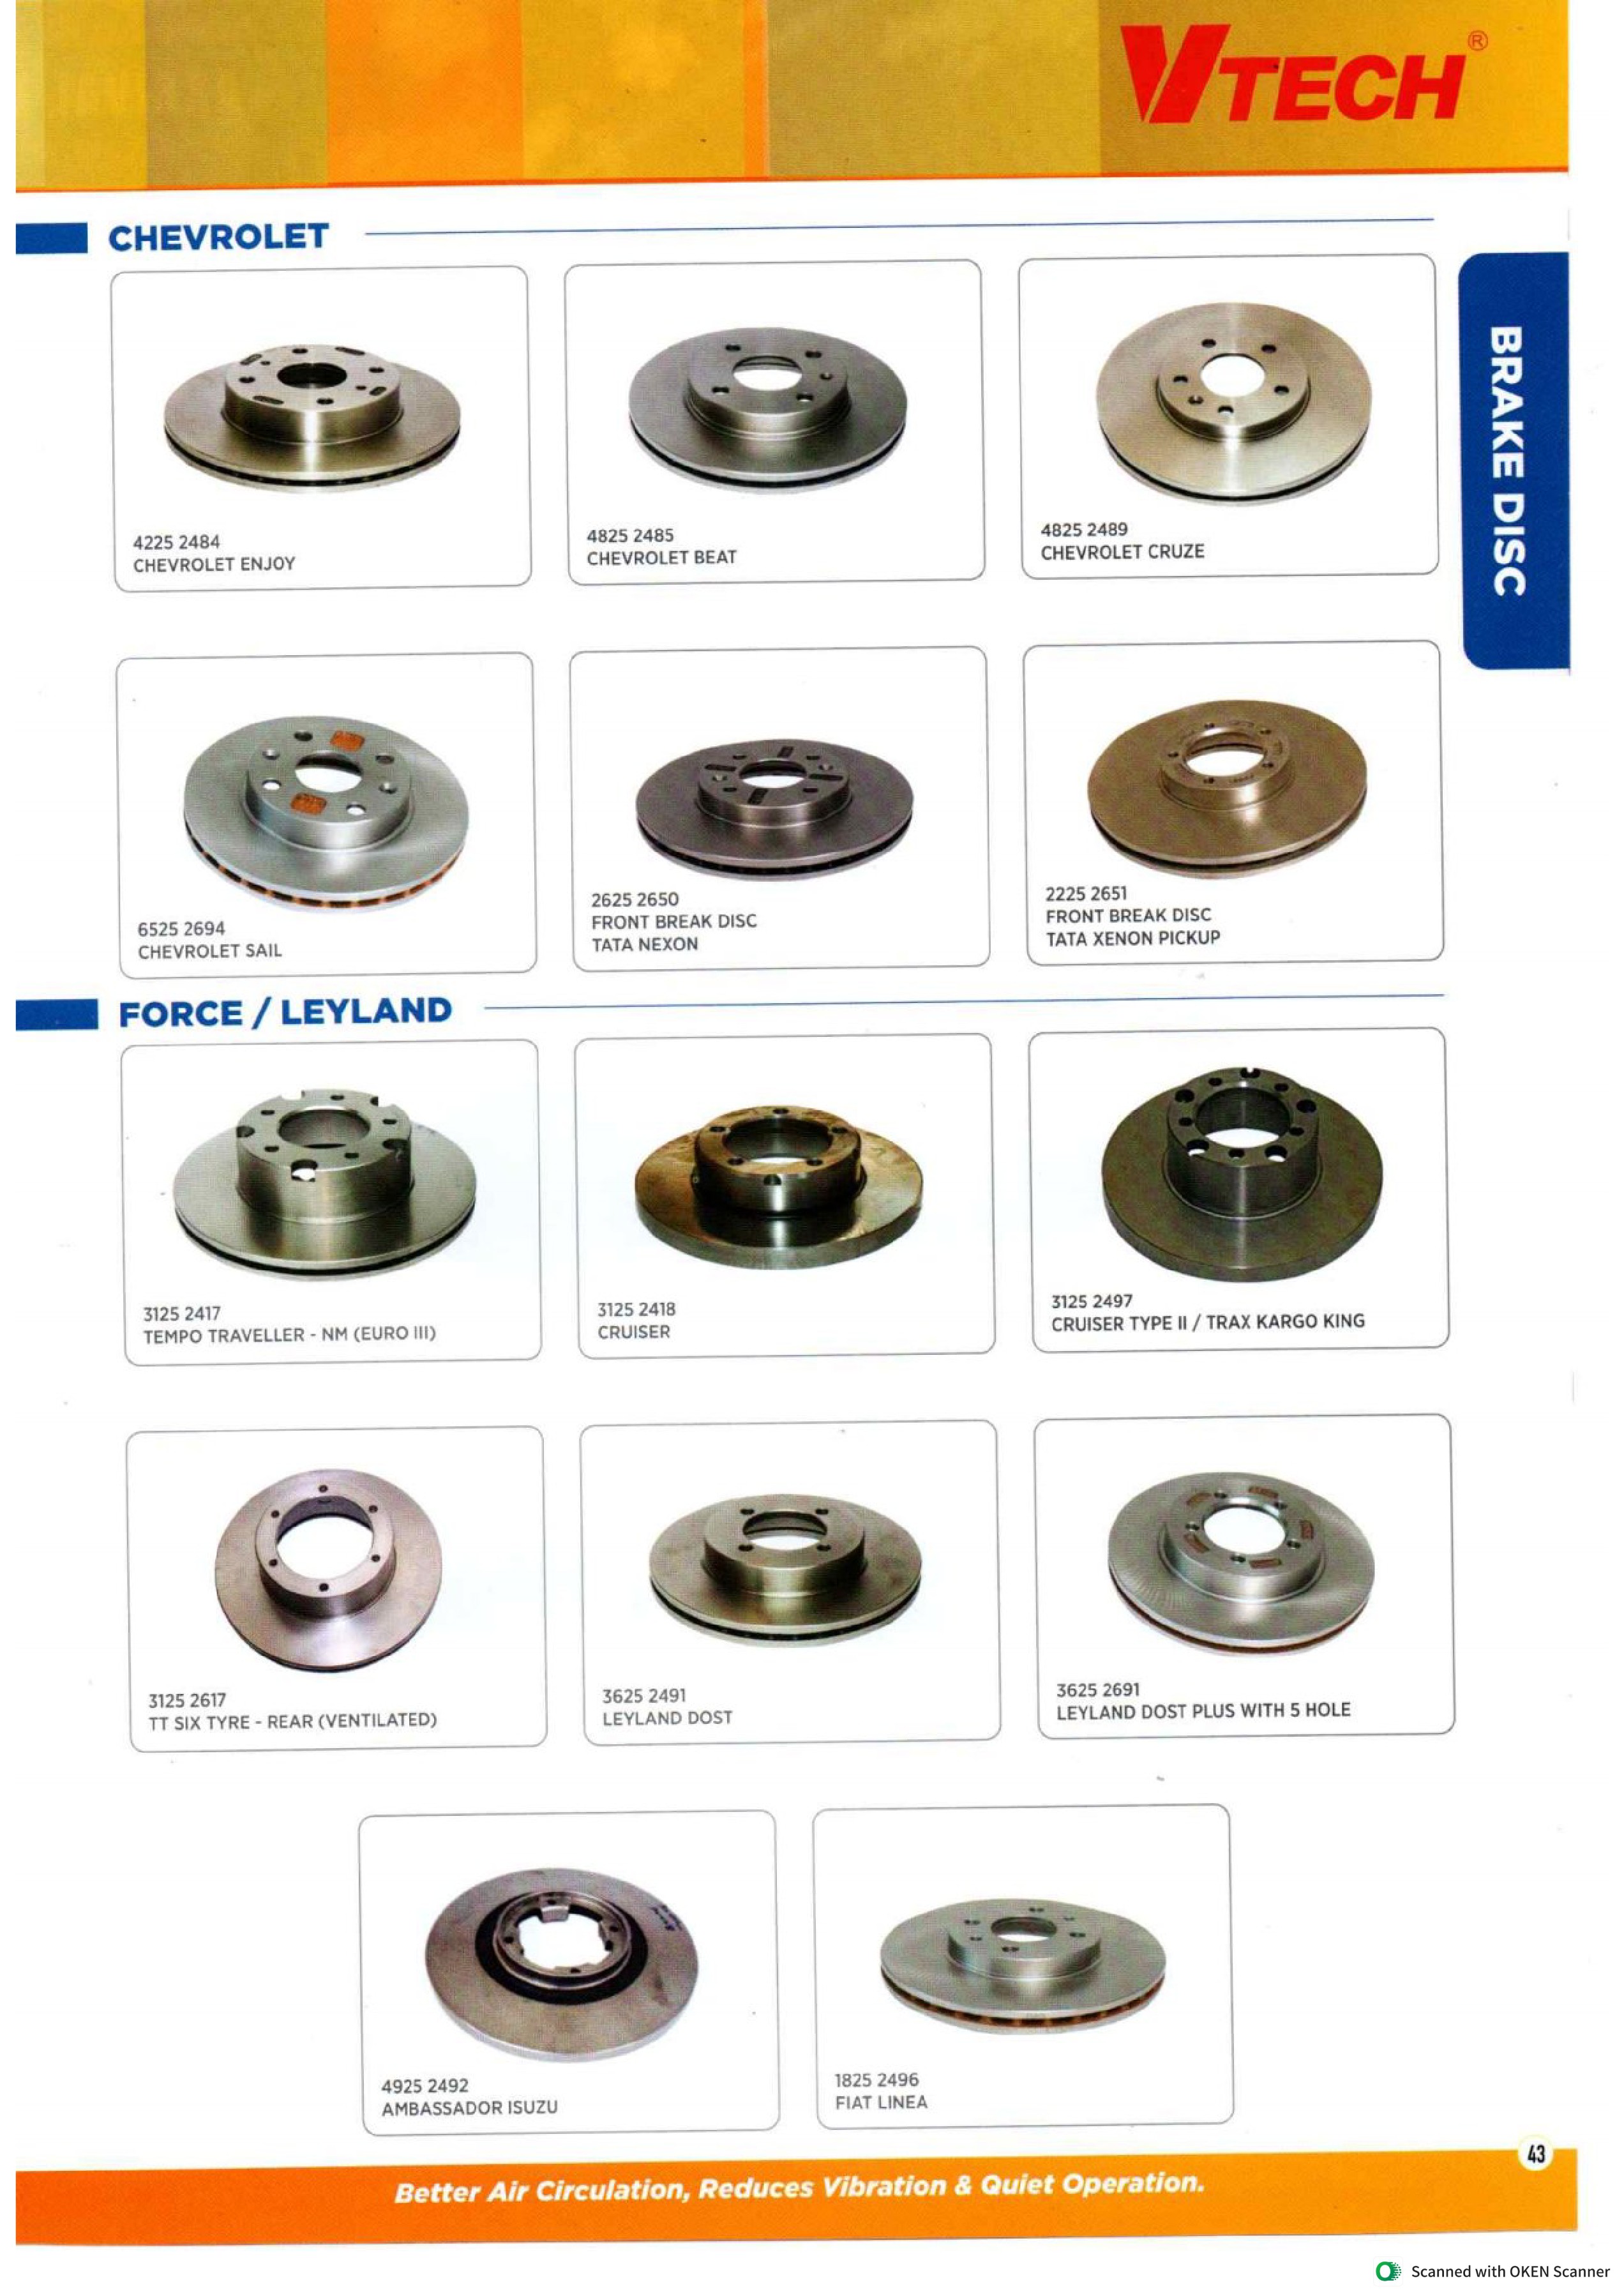 VTECH®
CHEVROLET
BRAKE DISC
4225 2484
CHEVROLET ENJOY
4825 2485
CHEVROLET BEAT
4825 2489
CHEVROLET CRUZE
6525 2694
CHEVROLET SAIL
2625 2650
FRONT BREAK DISC
TATA NEXON
2225 2651
FRONT BREAK DISC
TATA XENON PICKUP
FORCE / LEYLAND
3125 2417
TEMPO TRAVELLER - NM (EURO III)
3125 2418
CRUISER
3125 2497
CRUISER TYPE II / TRAX KARGO KING
3125 2617
TT SIX TYRE - REAR (VENTILATED)
3625 2491
LEYLAND DOST
3625 2691
LEYLAND DOST PLUS WITH 5 HOLE
4925 2492
AMBASSADOR ISUZU
1825 2496
FIAT LINEA
43
Better Air Circulation, Reduces Vibration & Quiet Operation.
Scanned with OKEN Scanner